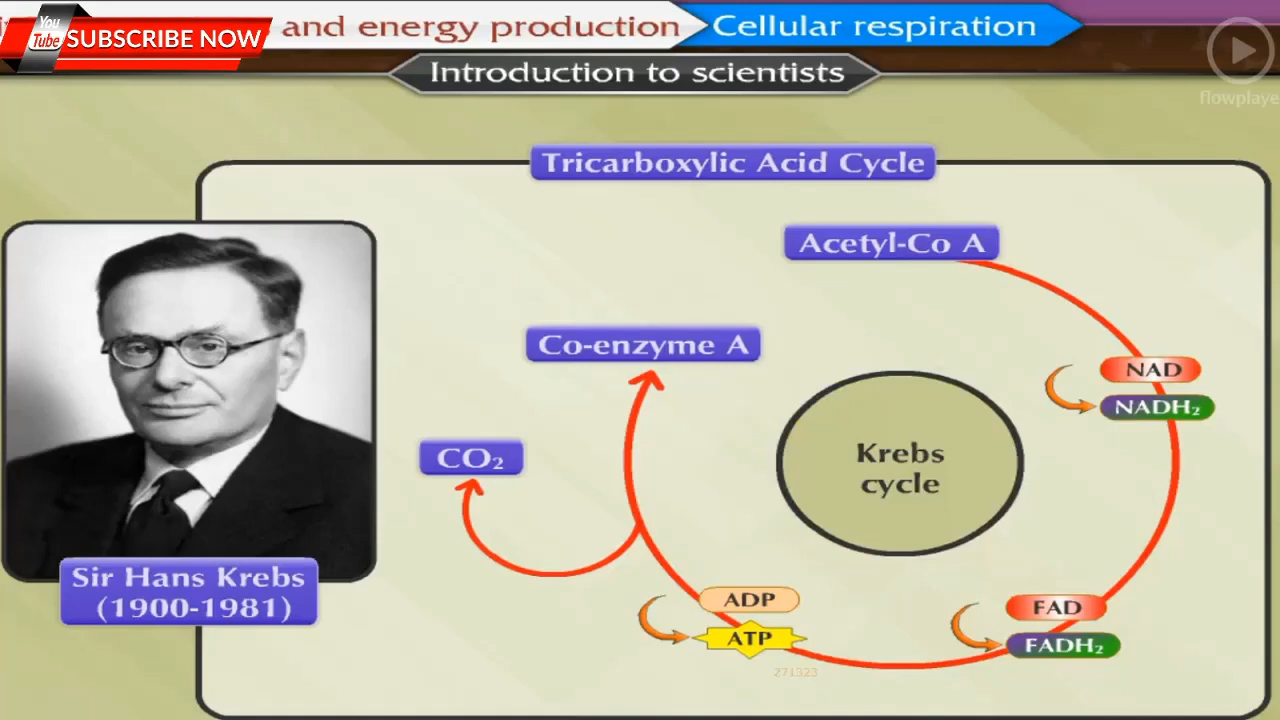 You
Tube
SUBSCRIBE NOW
and energy production
Cellular respiration
Introduction to scientists
flowplaye
Tricarboxylic Acid Cycle
Acetyl-Co A
Co-enzyme A
NAD
NADH₂
CO₂
Krebs
cycle
Sir Hans Krebs
(1900-1981)
ADP
ATP
FAD
FADH₂
271323